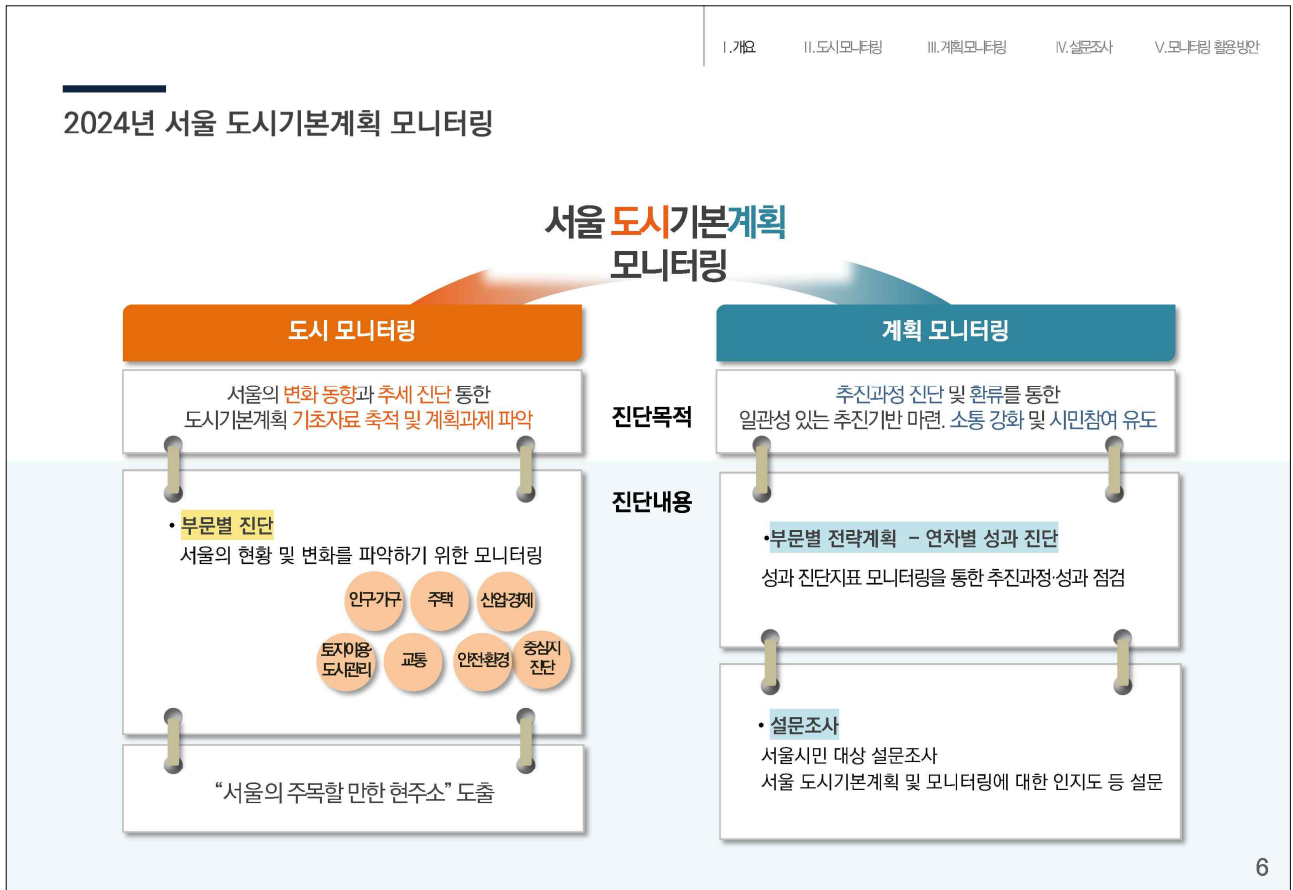 Ⅰ.개요 Ⅱ.도시모니터링 Ⅲ.계획모니터링 Ⅳ.설문조사 Ⅴ.모니터링 활용방안
2024년 서울 도시기본계획 모니터링
서울 도시기본계획
모니터링
도시 모니터링
서울의 변화 동향과 추세 진단 통한
도시기본계획 기초자료 축적 및 계획과제 파악
진단목적
계획 모니터링
추진과정 진단 및 환류를 통한
일관성 있는 추진기반 마련. 소통 강화 및 시민참여 유도
진단내용
• 부문별 진단
서울의 현황 및 변화를 파악하기 위한 모니터링
인구·가구
주택
산업·경제
토지이용·
도시관리
교통
안전·환경
중심지
진단
“서울의 주목할 만한 현주소” 도출
•부문별 전략계획 – 연차별 성과 진단
성과 진단지표 모니터링을 통한 추진과정·성과 점검
• 설문조사
서울시민 대상 설문조사
서울 도시기본계획 및 모니터링에 대한 인지도 등 설문
6